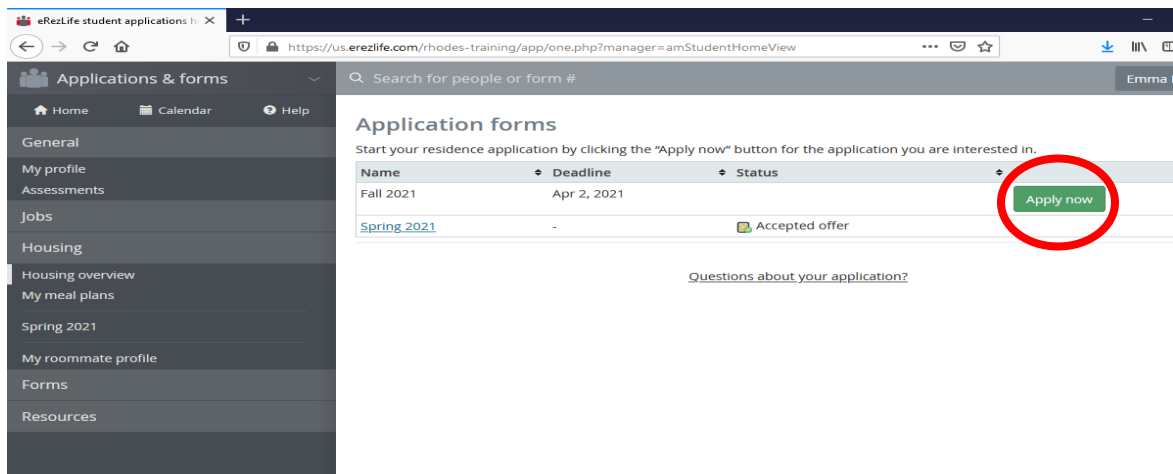 eRezLife student applications h
https://us.erezlife.com/rhodes-training/app/one.php?manager=amStudentHomeView
Applications & forms
Search for people or form #
Emma
Home Calendar Help
General
My profile
Assessments
Jobs
Housing
Housing overview
My meal plans
Spring 2021
My roommate profile
Forms
Resources
Application forms
Start your residence application by clicking the "Apply now" button for the application you are interested in.
Name Deadline Status
Fall 2021 Apr 2, 2021 Apply now
Spring 2021 - Accepted offer
Questions about your application?